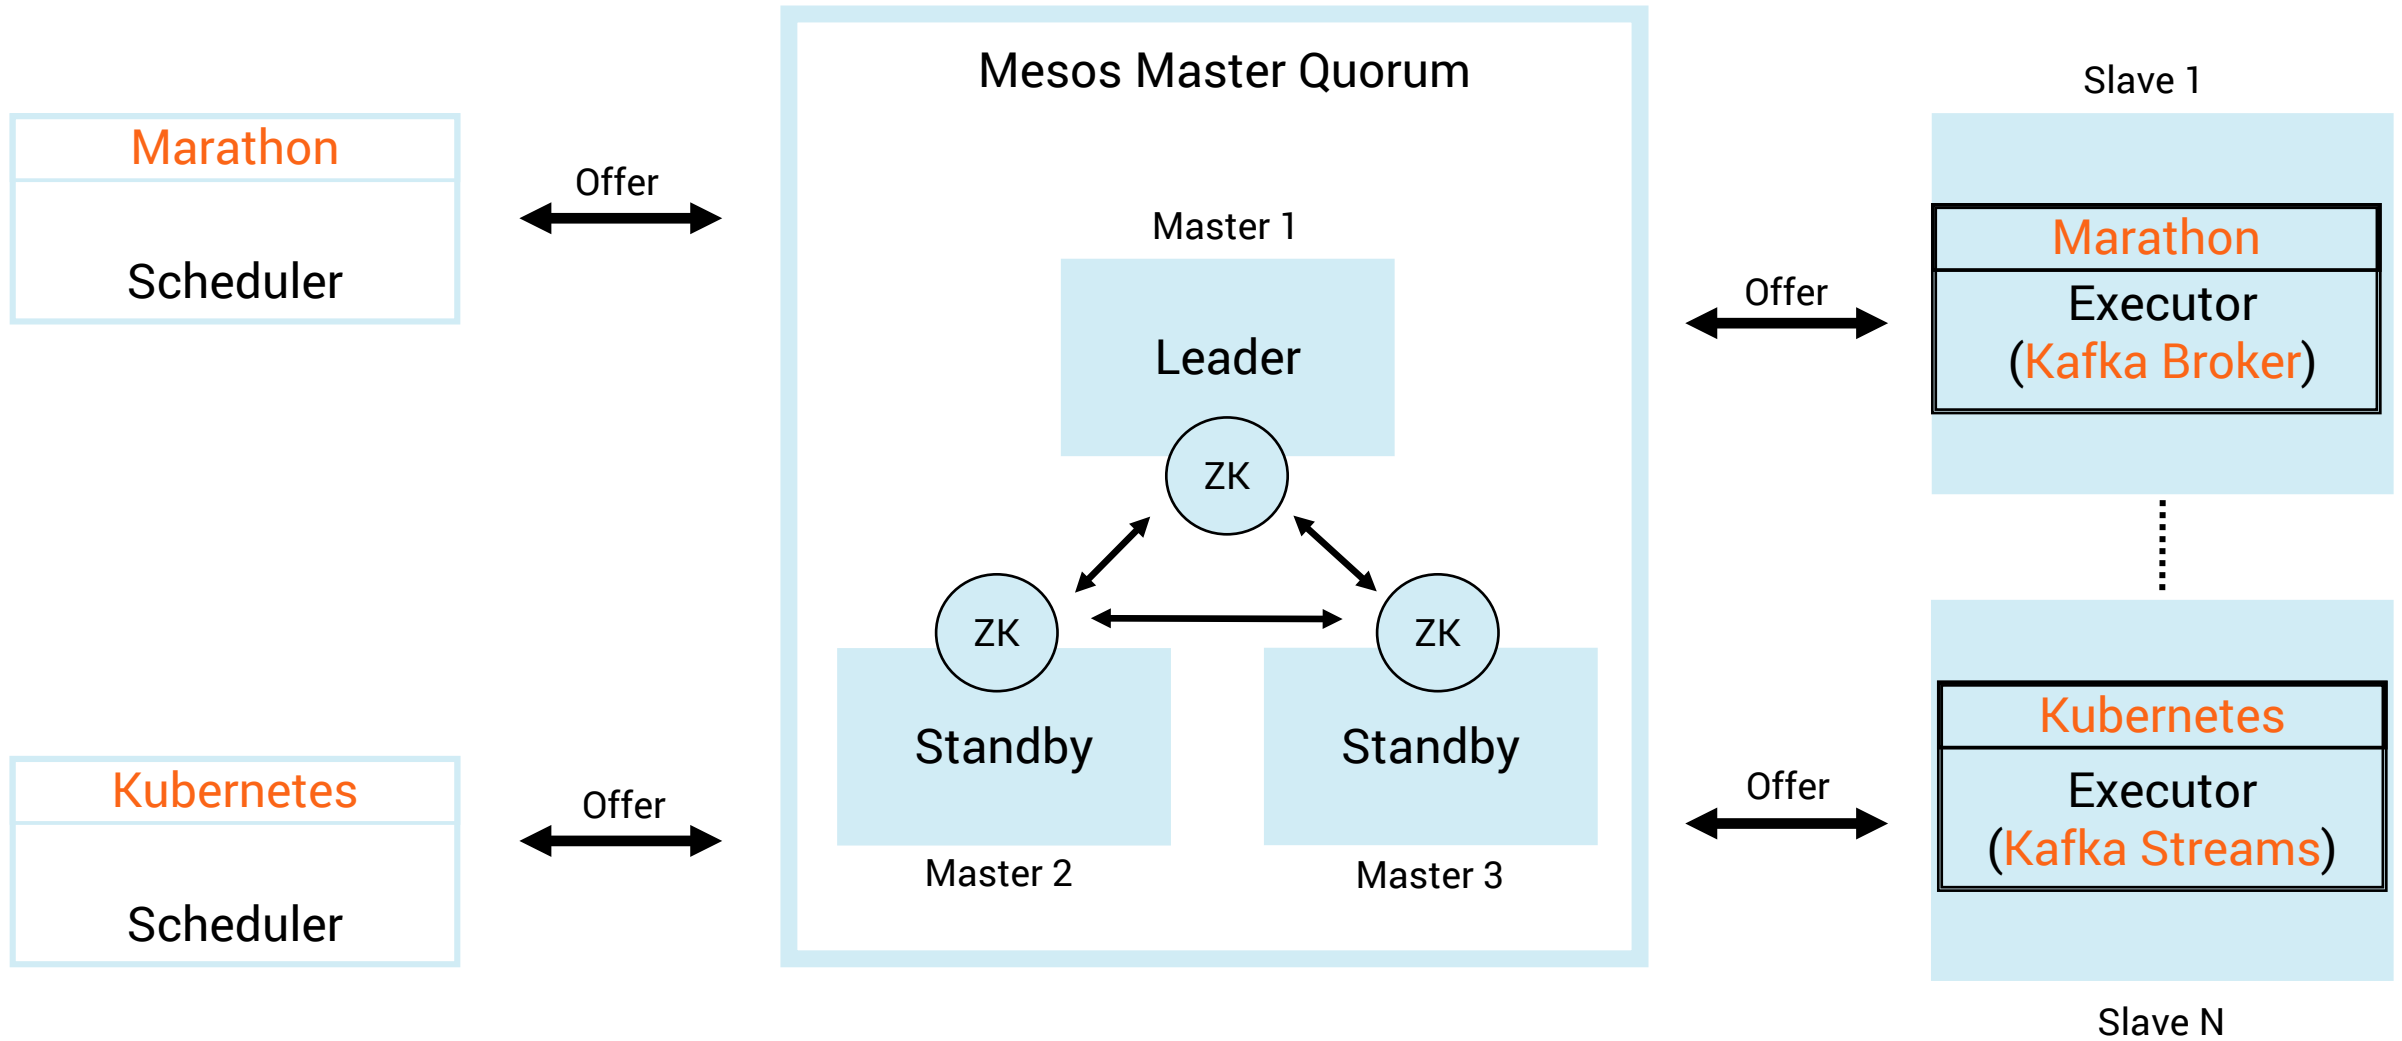 Mesos Master Quorum
Marathon
Scheduler
Offer
Kubernetes
Scheduler
Offer
Master 1
Leader
ZK
ZK
ZK
Standby
Standby
Master 2
Master 3
Offer
Offer
Slave 1
Marathon
Executor
(Kafka Broker)
Kubernetes
Executor
(Kafka Streams)
Slave N